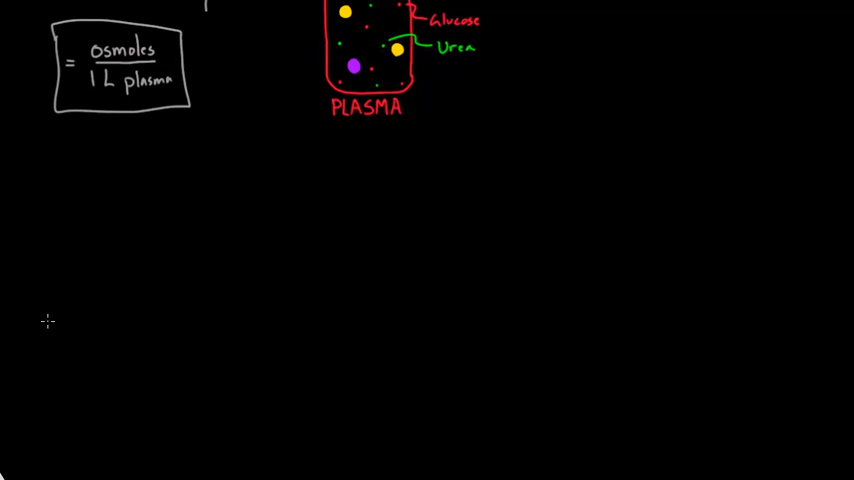 Glucose
Urea
= osmoles
1 L plasma
PLASMA